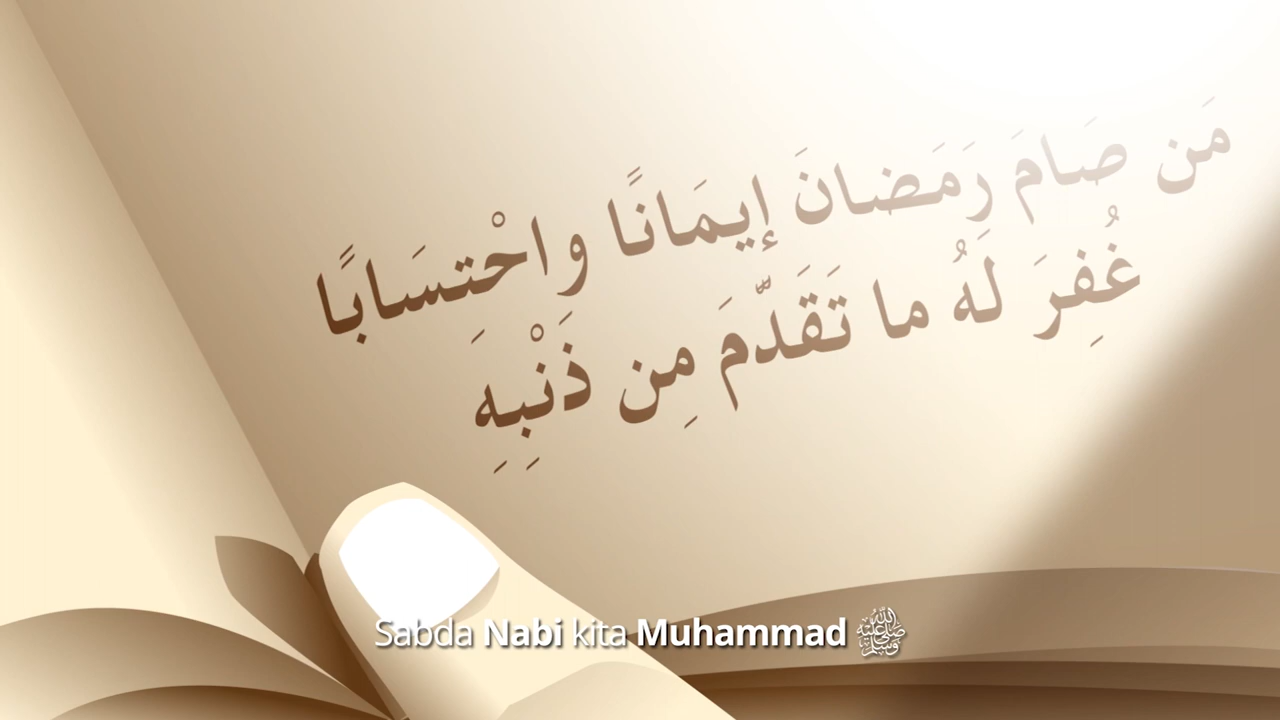 مَن صَامَ رَمَضانَ إيمَانًا واحْتِسَابًا
غُفِرَ لَهُ ما تَقَدَّمَ مِن ذَنْبِهِ
Sabda Nabi kita Muhammad ﷺ